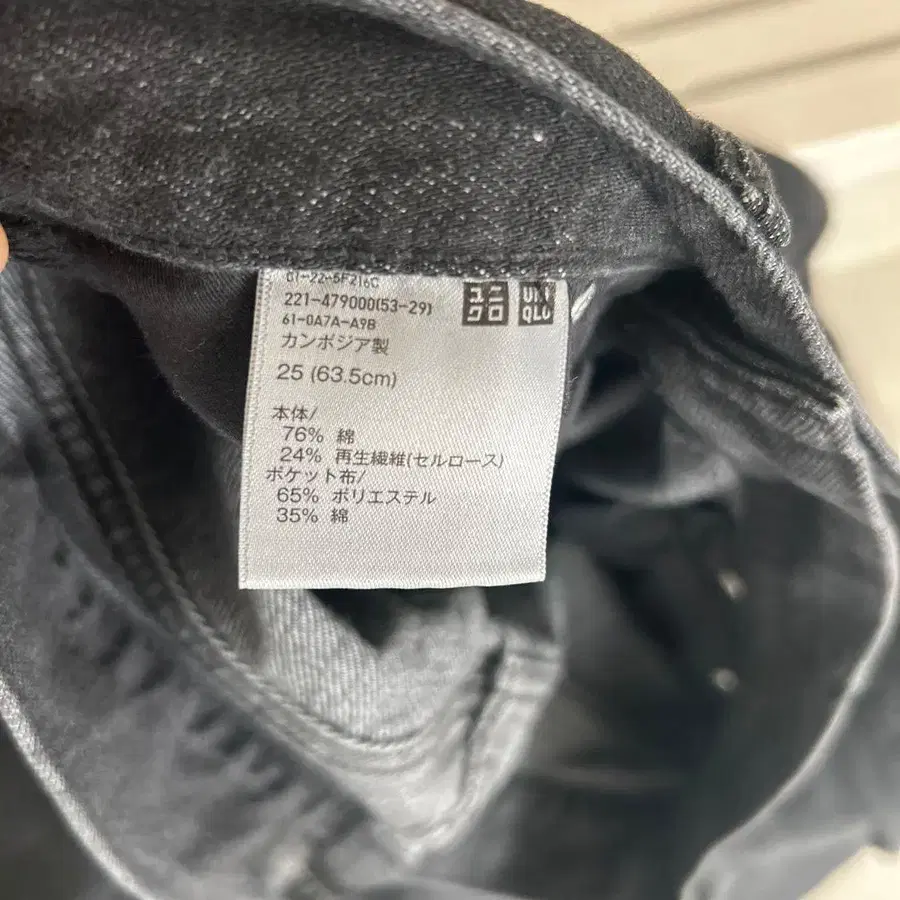 01-22-5F216C
221-479000(53-29)
61-0A7A-A9B
ユニクロ
UNIQLO
カンボジア製
25 (63.5cm)
本体/
76% 綿
24% 再生繊維(セルロース)
ポケット布/
65% ポリエステル
35% 綿